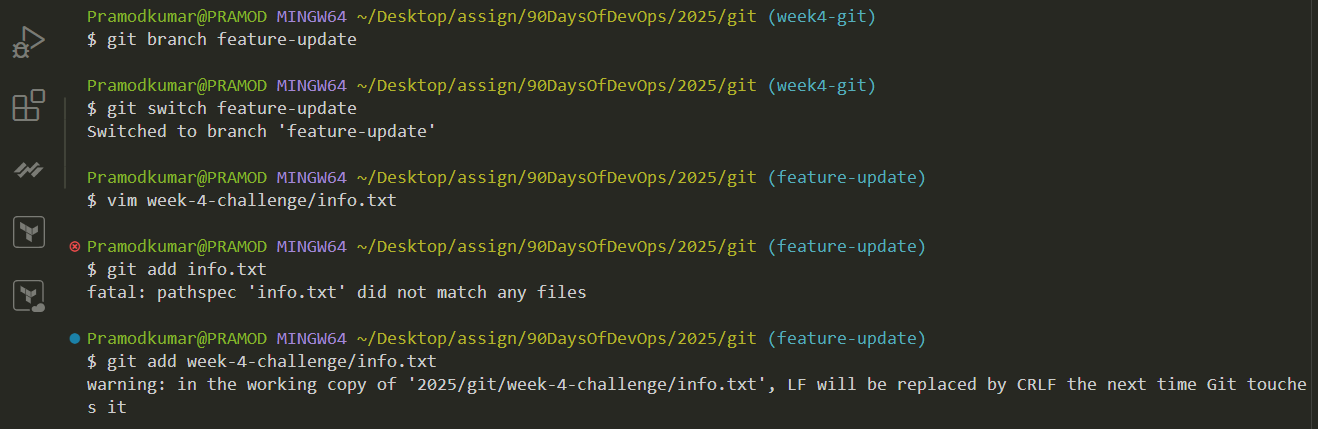 Pramodkumar@PRAMOD MINGW64 ~/Desktop/assign/90DaysOfDevOps/2025/git (week4-git)
$ git branch feature-update
Pramodkumar@PRAMOD MINGW64 ~/Desktop/assign/90DaysOfDevOps/2025/git (week4-git)
$ git switch feature-update
Switched to branch 'feature-update'
Pramodkumar@PRAMOD MINGW64 ~/Desktop/assign/90DaysOfDevOps/2025/git (feature-update)
$ vim week-4-challenge/info.txt
Pramodkumar@PRAMOD MINGW64 ~/Desktop/assign/90DaysOfDevOps/2025/git (feature-update)
$ git add info.txt
fatal: pathspec 'info.txt' did not match any files
Pramodkumar@PRAMOD MINGW64 ~/Desktop/assign/90DaysOfDevOps/2025/git (feature-update)
$ git add week-4-challenge/info.txt
warning: in the working copy of '2025/git/week-4-challenge/info.txt', LF will be replaced by CRLF the next time Git touche
s it